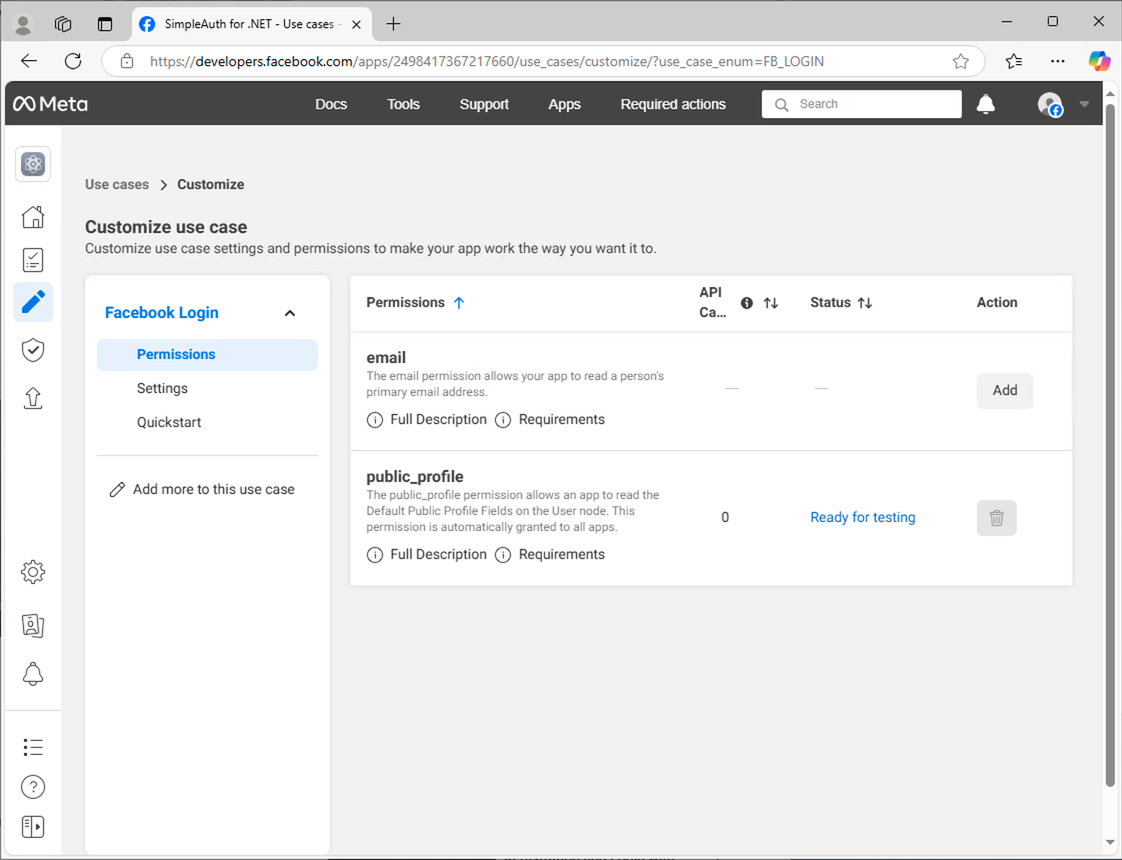 SimpleAuth for .NET - Use cases -
https://developers.facebook.com/apps/2498417367217660/use_cases/customize/?use_case_enum=FB_LOGIN
Meta
Docs
Tools
Support
Apps
Required actions
Search
Use cases > Customize
Customize use case
Customize use case settings and permissions to make your app work the way you want it to.
Facebook Login
Permissions
Settings
Quickstart
Add more to this use case
Permissions
API
Ca...
Status
Action
email
The email permission allows your app to read a person's
primary email address.
Full Description
Requirements
—
—
Add
public_profile
The public_profile permission allows an app to read the
Default Public Profile Fields on the User node. This
permission is automatically granted to all apps.
Full Description
Requirements
0
Ready for testing